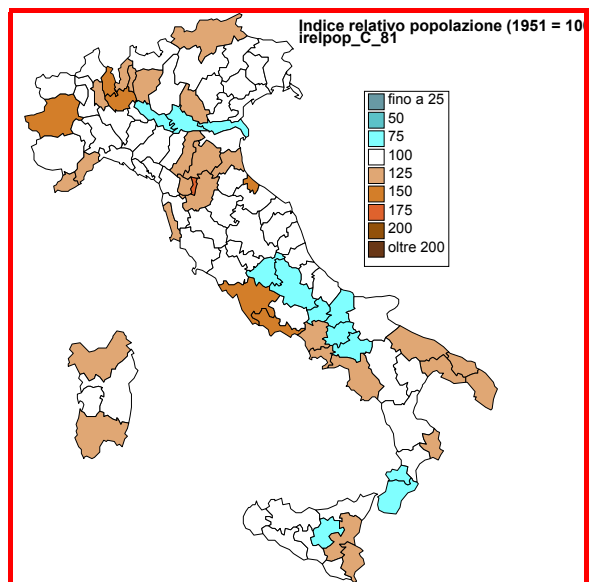 Indice relativo popolazione (1951 = 10
irelpop_C_81
fino a 25
50
75
100
125
150
175
200
oltre 200